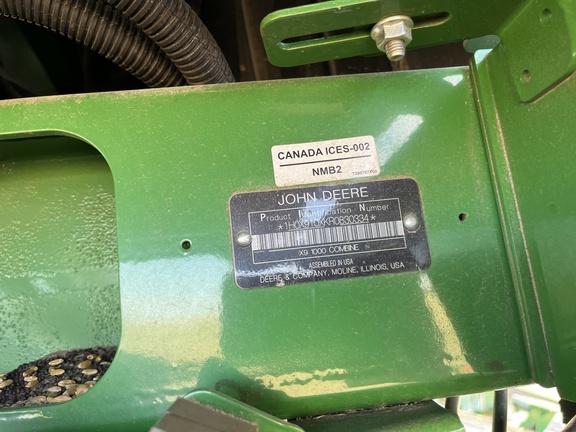 CANADA ICES-002
NMB2
JOHN DEERE
Product Identification Number
X9 1000 COMBINE
ASSEMBLED IN USA
DEERE & COMPANY, MOLINE, ILLINOIS, USA